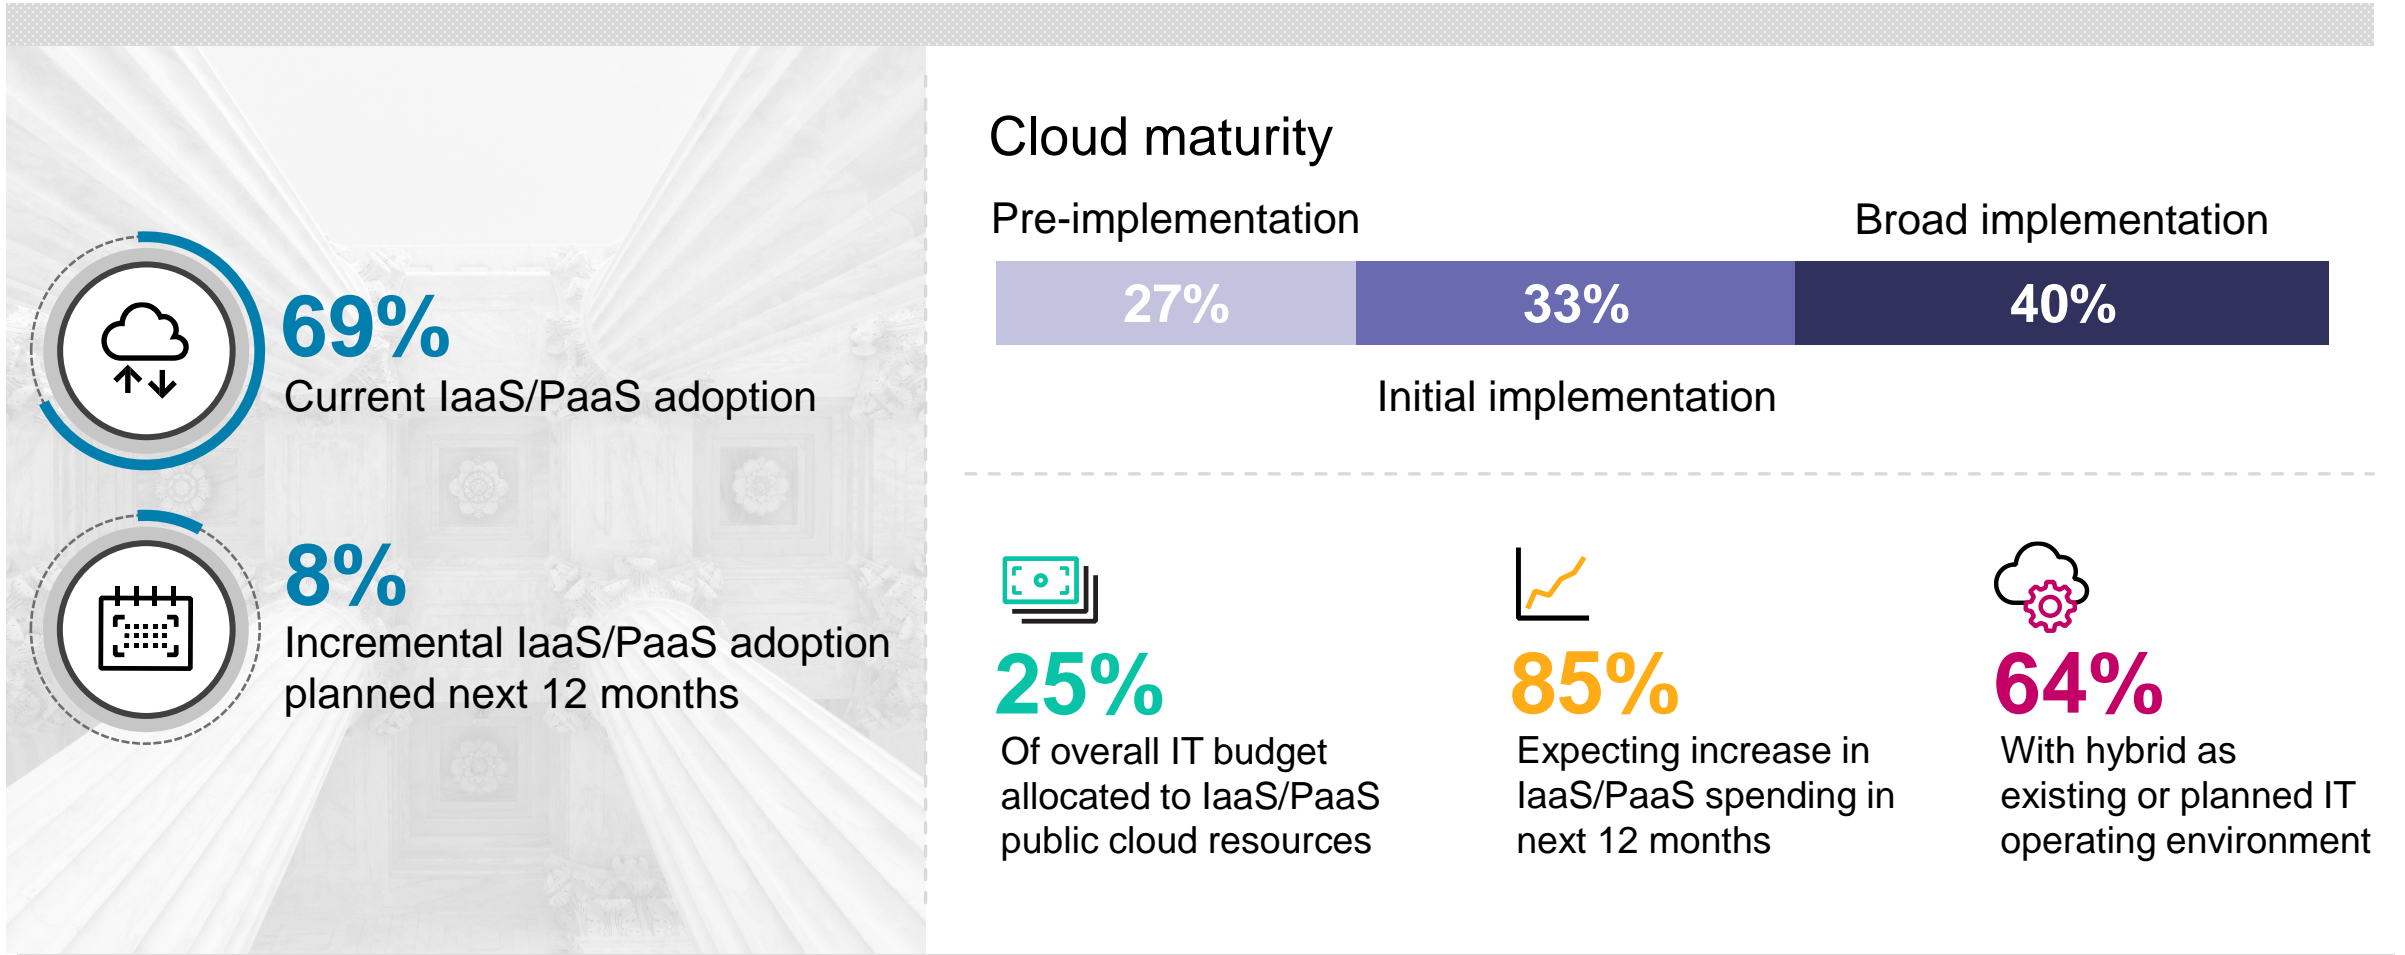 69%
Current IaaS/PaaS adoption
8%
Incremental IaaS/PaaS adoption
planned next 12 months
Cloud maturity
Pre-implementation
Broad implementation
27%
33%
40%
Initial implementation
25%
Of overall IT budget
allocated to IaaS/PaaS
public cloud resources
85%
Expecting increase in
IaaS/PaaS spending in
next 12 months
64%
With hybrid as
existing or planned IT
operating environment